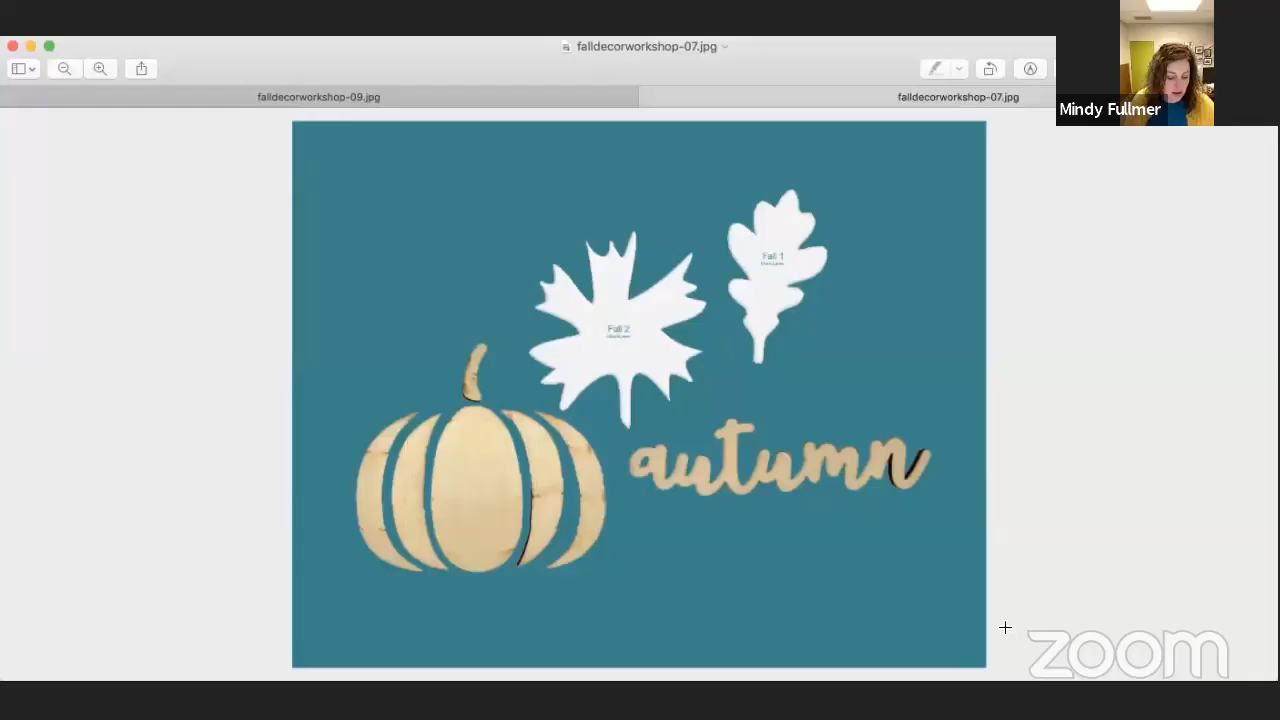 falldecorworkshop-07.jpg
falldecorworkshop-09.jpg
falldecorworkshop-07.jpg
Mindy Fullmer
Fall 1
Fall 2
autumn
zoom